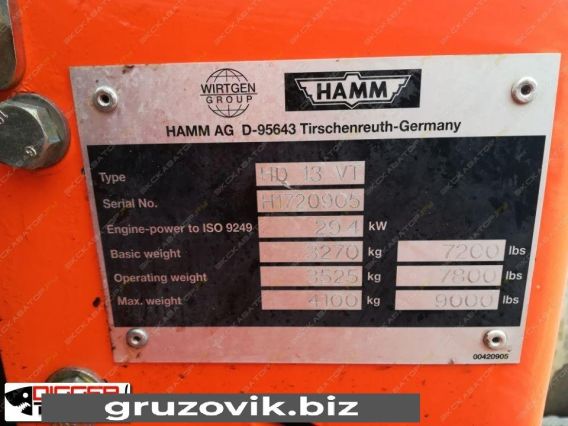 WIRTGEN
GROUP
HAMM
HAMM AG D-95643 Tirschenreuth-Germany
Type HD 13 VT
Serial No. H1720905
Engine-power to ISO 9249 29.4 kW
Basic weight 3270 kg 7200 lbs
Operating weight 3525 kg 7800 lbs
Max. weight 4100 kg 9000 lbs
00420905
DIGGER
gruzovik.biz